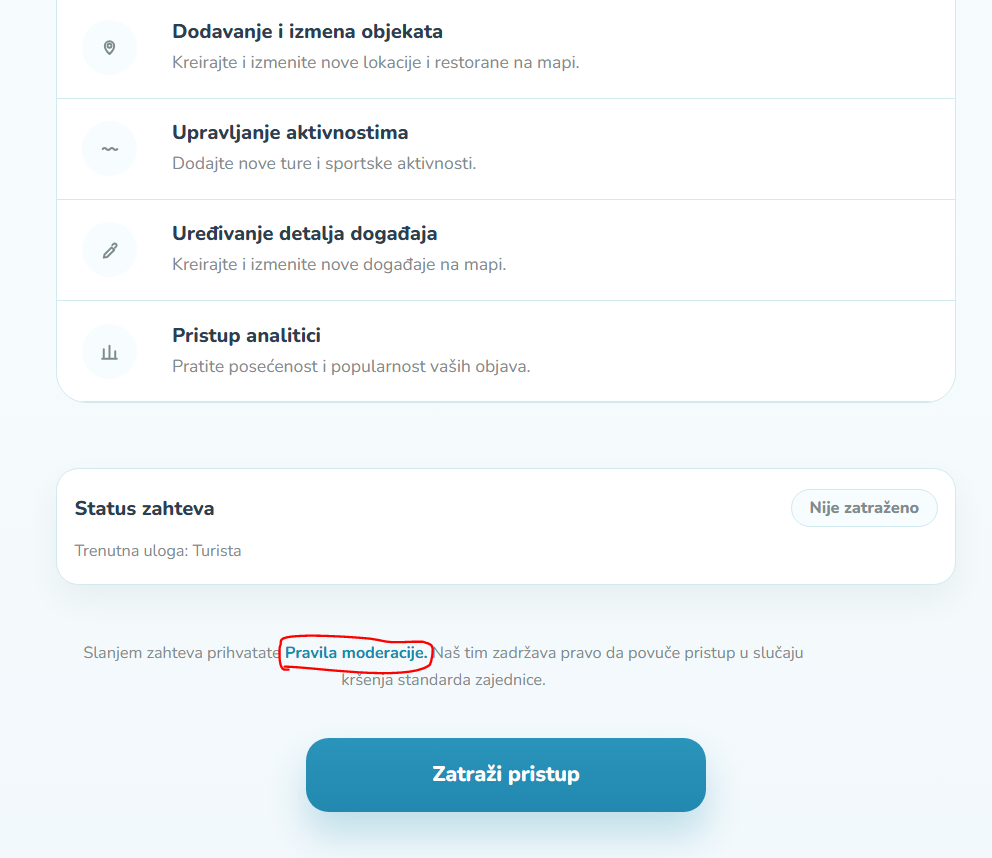 Dodavanje i izmena objekata
Kreirajte i izmenite nove lokacije i restorane na mapi.
Upravljanje aktivnostima
Dodajte nove ture i sportske aktivnosti.
Uređivanje detalja događaja
Kreirajte i izmenite nove događaje na mapi.
Pristup analitici
Pratite posećenost i popularnost vaših objava.
Status zahteva
Nije zatraženo
Trenutna uloga: Turista
Slanjem zahteva prihvatate Pravila moderacije. Naš tim zadržava pravo da povuče pristup u slučaju
kršenja standarda zajednice.
Zatraži pristup